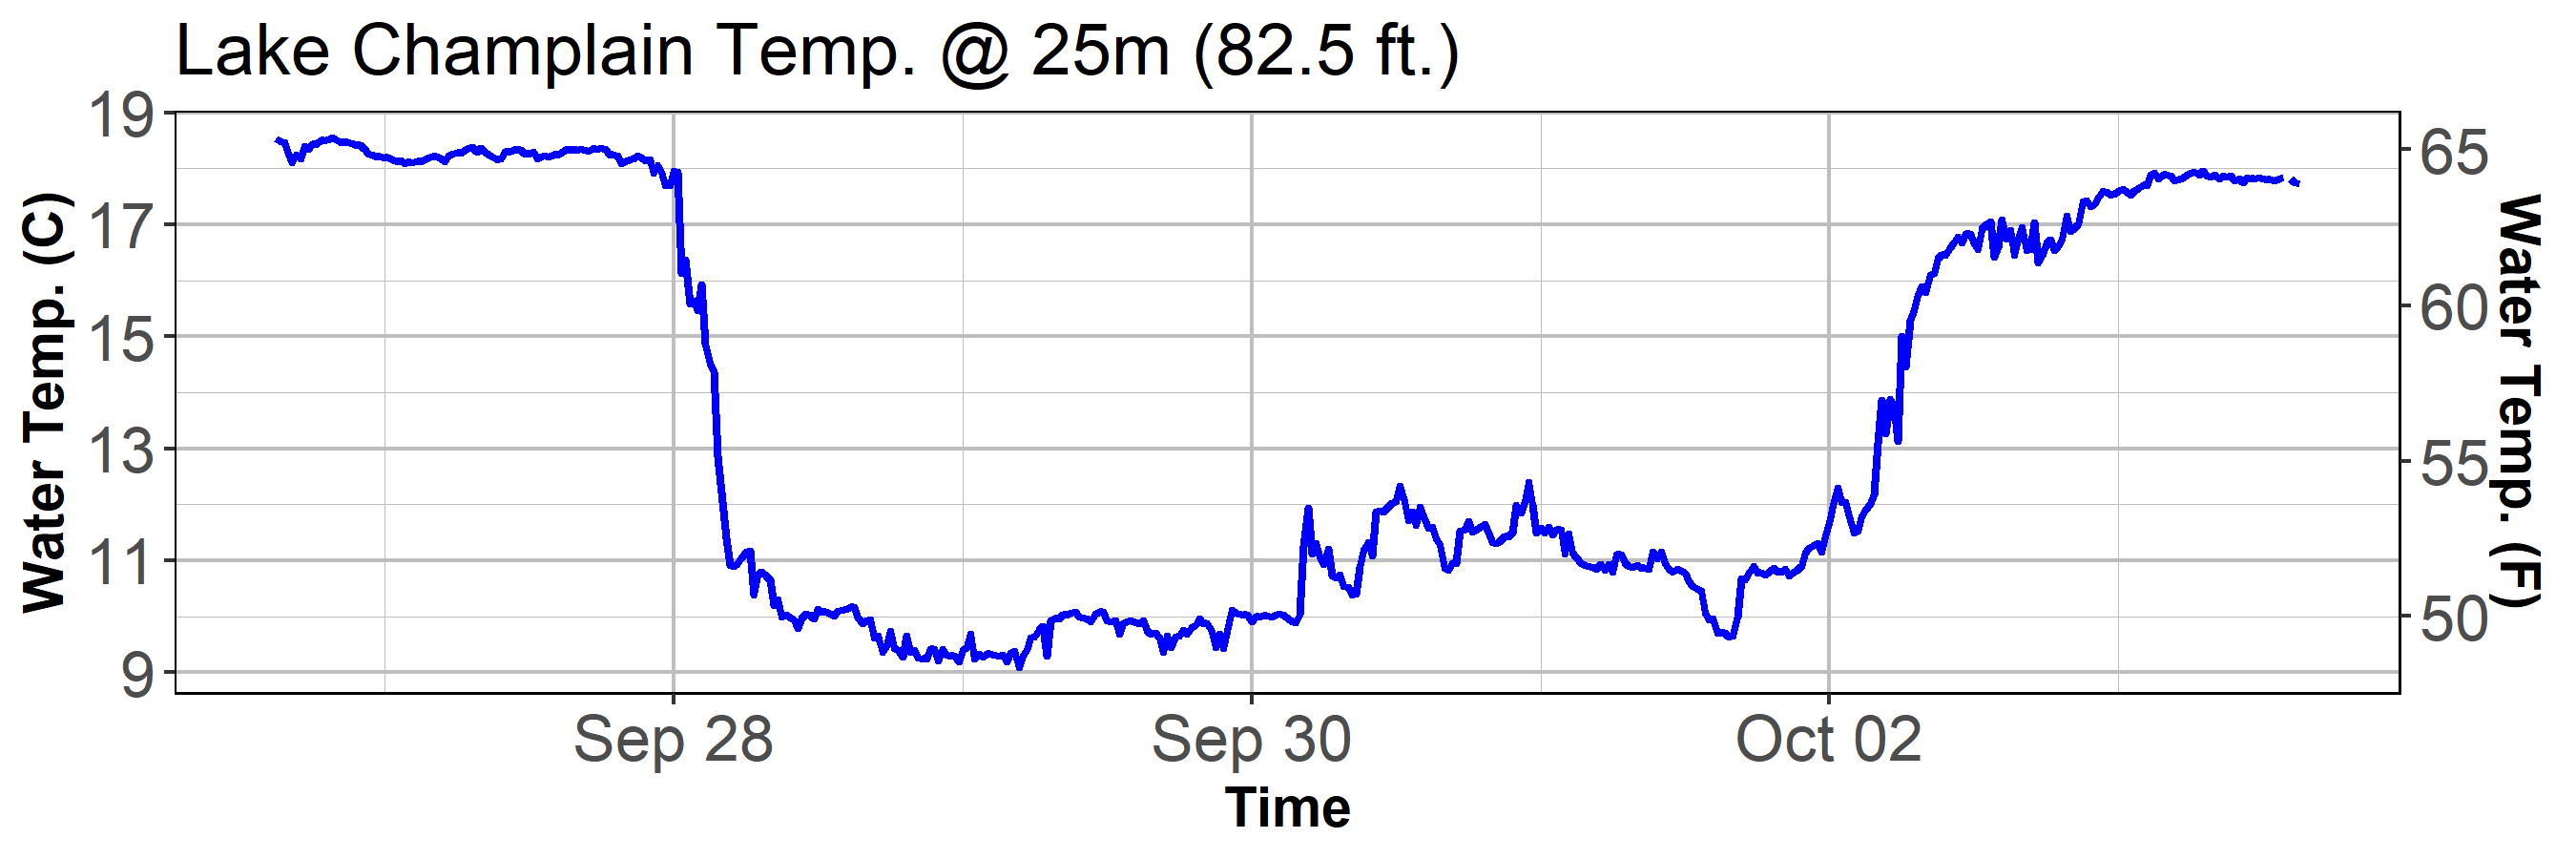 Lake Champlain Temp. @ 25m (82.5 ft.)
19
17
15
13
11
9
Water Temp. (C)
65
60
55
50
Water Temp. (F)
Sep 28
Sep 30
Oct 02
Time